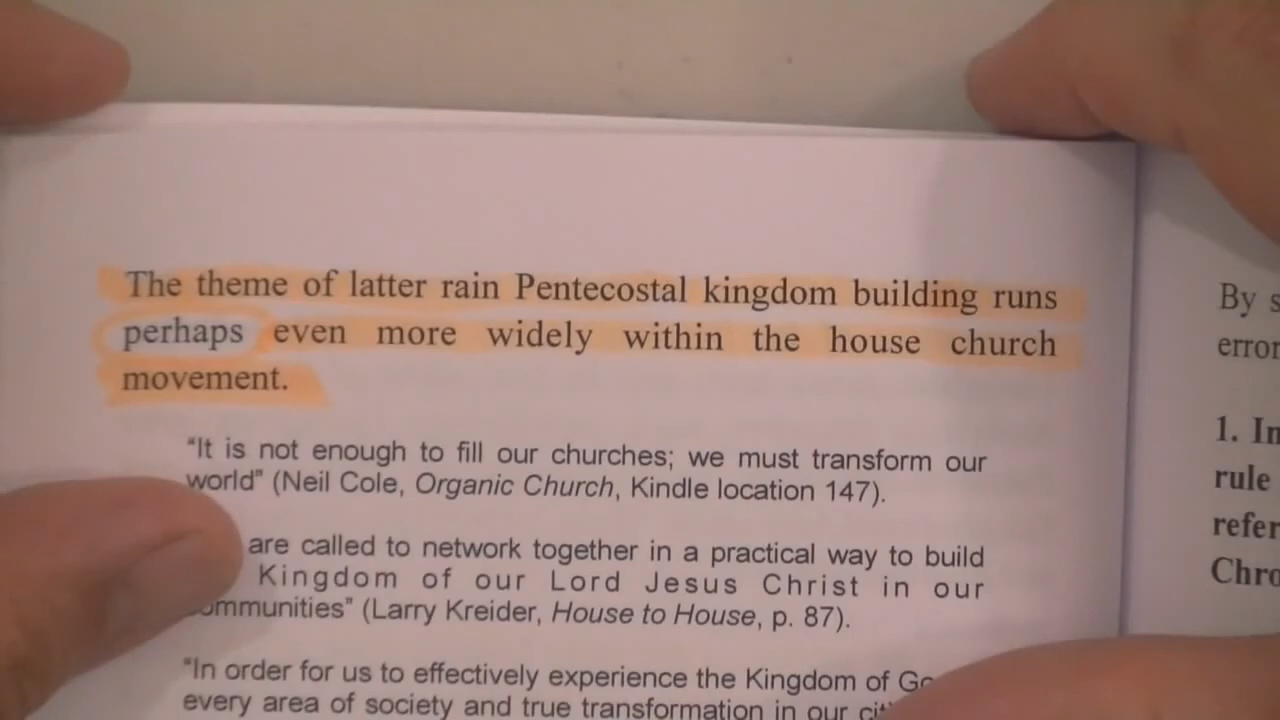 The theme of latter rain Pentecostal kingdom building runs
perhaps even more widely within the house church
movement.
“It is not enough to fill our churches; we must transform our
world” (Neil Cole, Organic Church, Kindle location 147).
are called to network together in a practical way to build
Kingdom of our Lord Jesus Christ in our
ommunities” (Larry Kreider, House to House, p. 87).
“In order for us to effectively experience the Kingdom of
every area of society and true transformation in our
By
error
1. In
rule